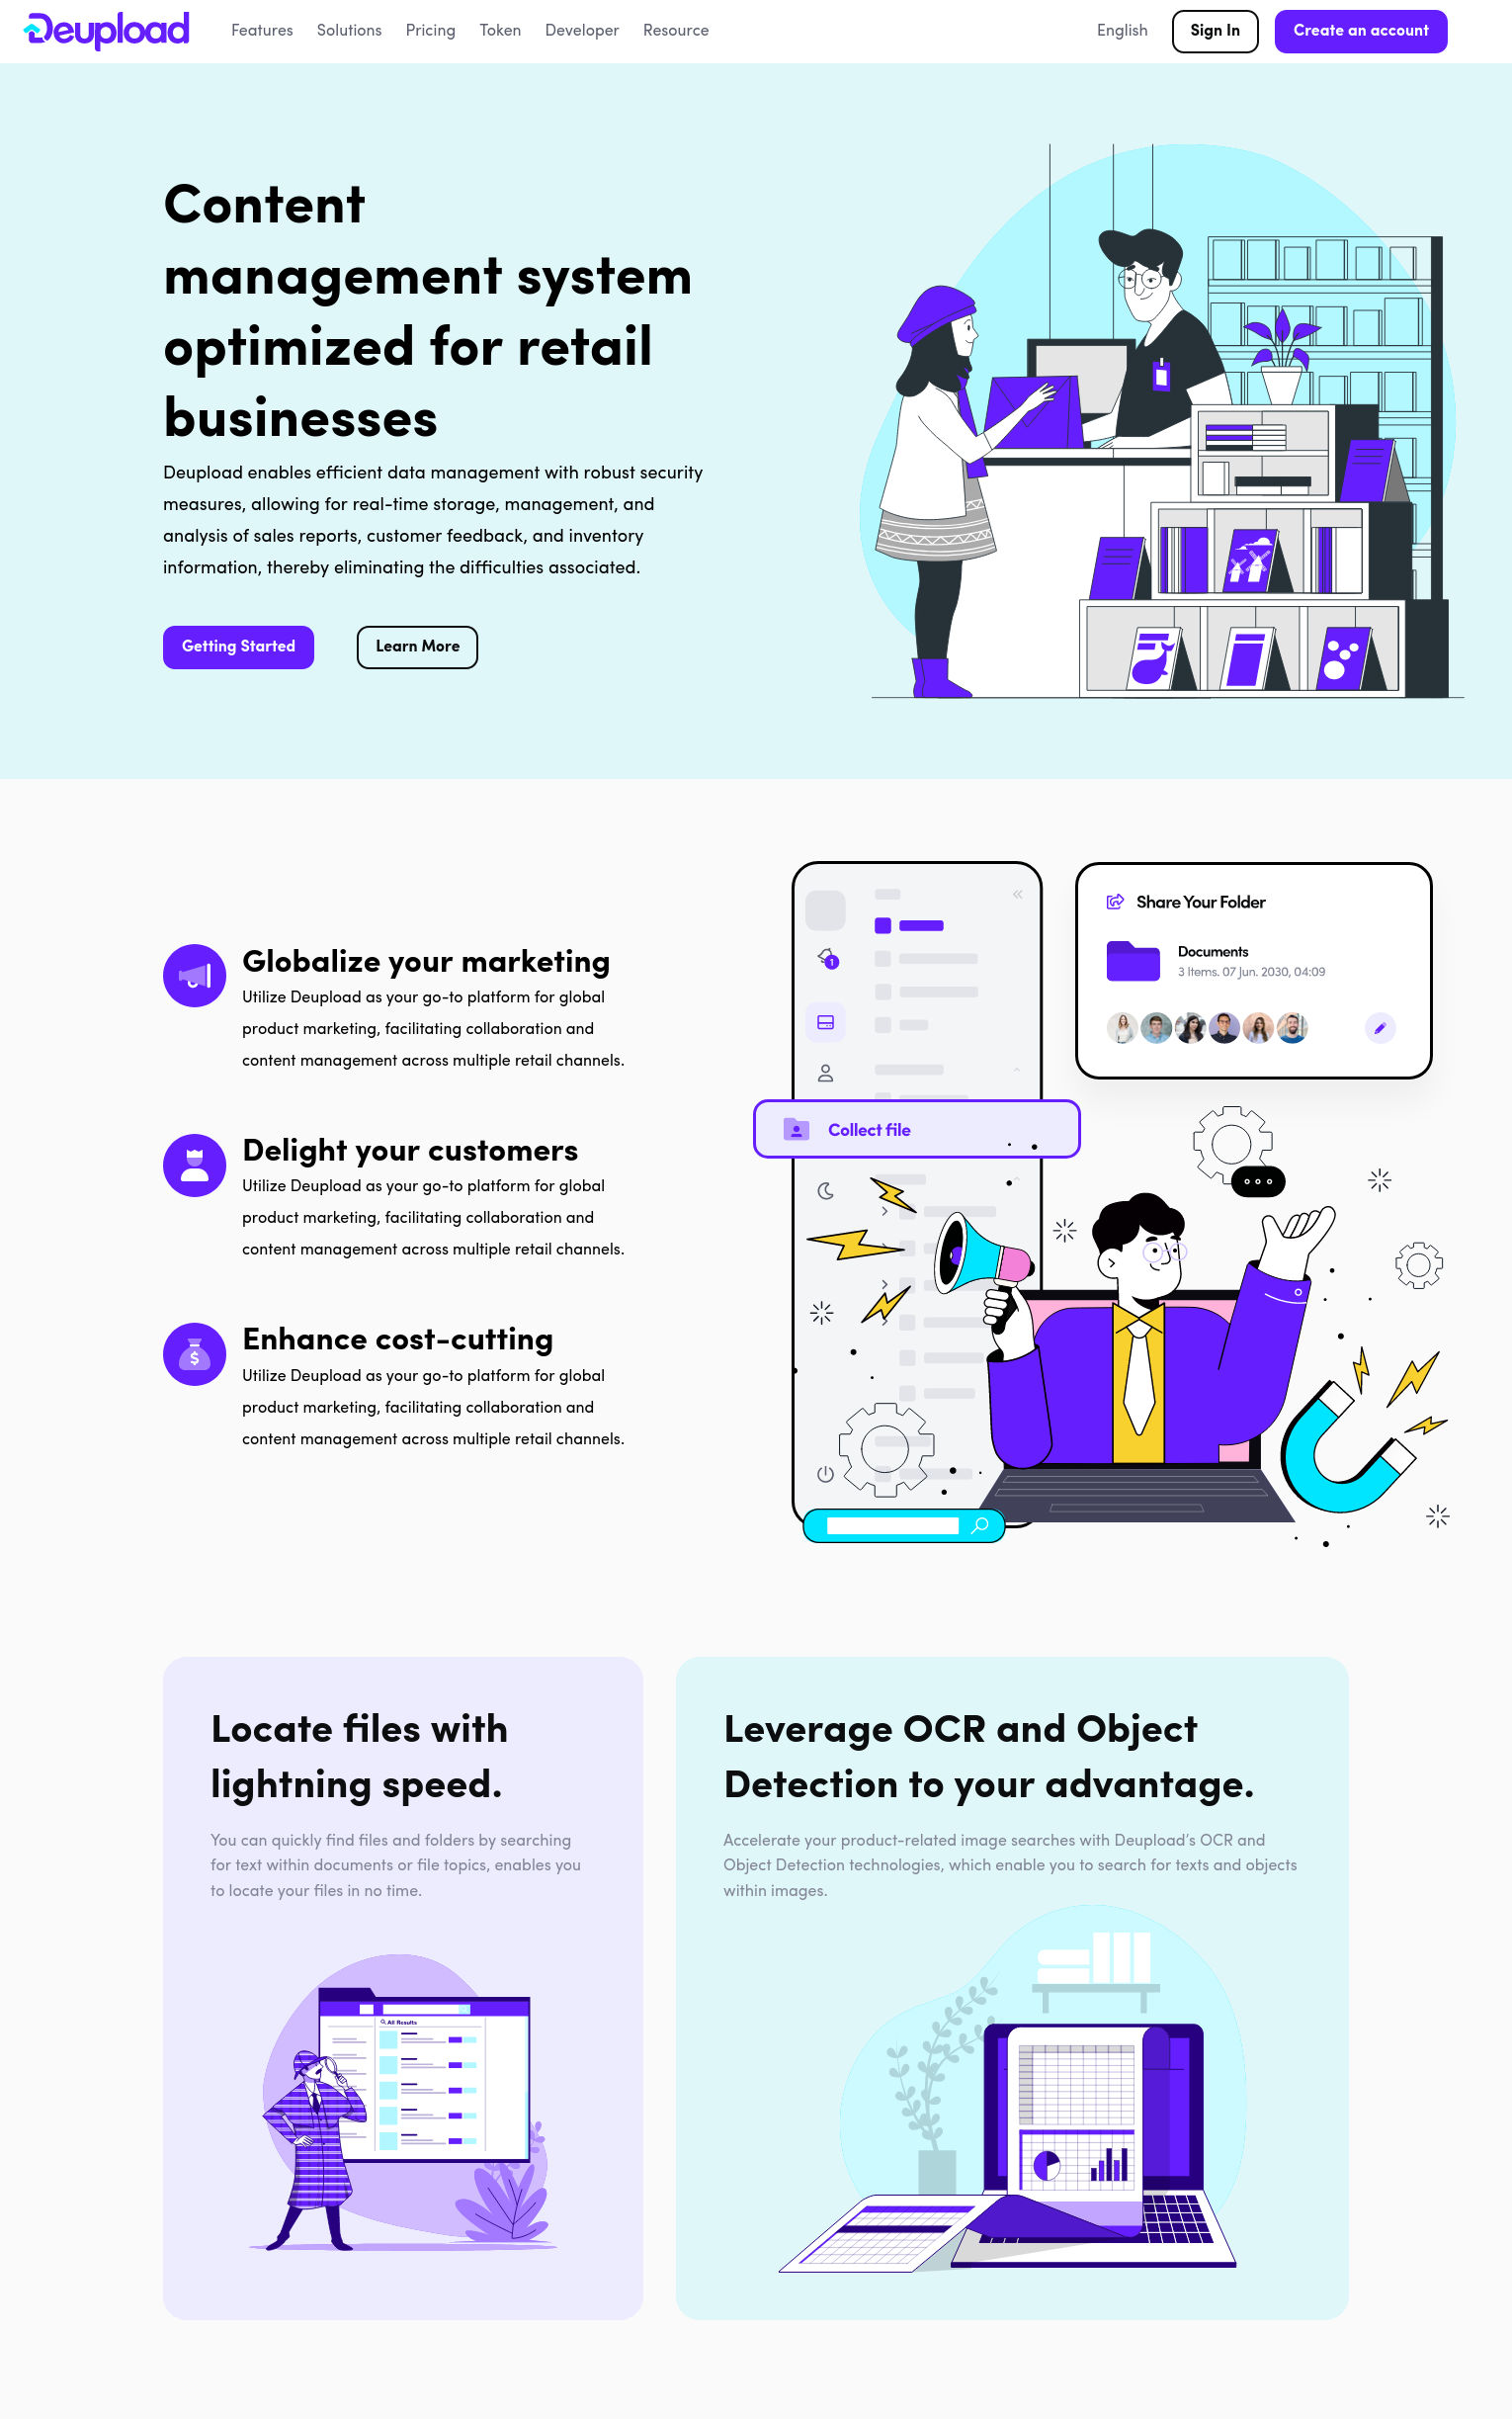 Deupload
Features Solutions Pricing Token Developer Resource English Sign In Create an account
Content
management system
optimized for retail
businesses
Deupload enables efficient data management with robust security
measures, allowing for real-time storage, management, and
analysis of sales reports, customer feedback, and inventory
information, thereby eliminating the difficulties associated.
Getting Started Learn More
Globalize your marketing
Utilize Deupload as your go-to platform for global
product marketing, facilitating collaboration and
content management across multiple retail channels.
Delight your customers
Utilize Deupload as your go-to platform for global
product marketing, facilitating collaboration and
content management across multiple retail channels.
$
Enhance cost-cutting
Utilize Deupload as your go-to platform for global
product marketing, facilitating collaboration and
content management across multiple retail channels.
1
Share Your Folder
Documents
3 Items. 07 Jun. 2030, 04:09
Collect file
Locate files with
lightning speed.
You can quickly find files and folders by searching
for text within documents or file topics, enables you
to locate your files in no time.
All Results
Leverage OCR and Object
Detection to your advantage.
Accelerate your product-related image searches with Deupload’s OCR and
Object Detection technologies, which enable you to search for texts and objects
within images.